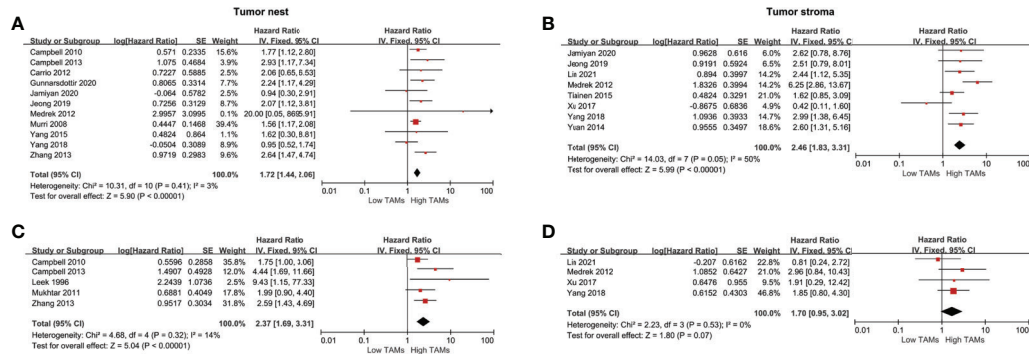 Tumor nest
Tumor stroma
A
Hazard Ratio Hazard Ratio
Study or Subgroup log[Hazard Ratio] SE Weight IV, Fixed, 95% CI IV, Fixed, 95% CI
Campbell 2010 0.571 0.2335 15.6% 1.77 [1.12, 2.80]
Campbell 2013 1.075 0.4684 3.9% 2.93 [1.17, 7.34]
Carrio 2012 0.7227 0.5885 2.5% 2.06 [0.65, 6.53]
Gunnarsdottir 2020 0.8065 0.3314 7.7% 2.24 [1.17, 4.29]
Jamiyan 2020 -0.064 0.5782 2.5% 0.94 [0.30, 2.91]
Jeong 2019 0.7256 0.3129 8.7% 2.07 [1.12, 3.81]
Medrek 2012 2.9957 3.0995 0.1% 20.00 [0.05, 8691.91]
Murri 2008 0.4447 0.1468 39.4% 1.56 [1.17, 2.08]
Yang 2015 0.4824 0.864 1.1% 1.62 [0.30, 8.81]
Yang 2018 -0.0504 0.3089 8.9% 0.95 [0.52, 1.74]
Zhang 2013 0.9719 0.2983 9.6% 2.64 [1.47, 4.74]
Total (95% CI) 100.0% 1.72 [1.44, 2.06]
Heterogeneity: Chi² = 10.31, df = 10 (P = 0.41); I² = 3%
Test for overall effect: Z = 5.90 (P < 0.00001)
0.01 0.1 1 10 100
Low TAMs High TAMs
B
Hazard Ratio Hazard Ratio
Study or Subgroup log[Hazard Ratio] SE Weight IV, Fixed, 95% CI IV, Fixed, 95% CI
Jamiyan 2020 0.9628 0.616 6.0% 2.62 [0.78, 8.76]
Jeong 2019 0.9191 0.5924 6.5% 2.51 [0.79, 8.01]
Lia 2021 0.894 0.3997 14.2% 2.44 [1.12, 5.35]
Medrek 2012 1.8326 0.3994 14.2% 6.25 [2.86, 13.67]
Tiainen 2015 0.4824 0.3291 21.0% 1.62 [0.85, 3.09]
Xu 2017 -0.8675 0.6836 4.9% 0.42 [0.11, 1.60]
Yang 2018 1.0936 0.3933 14.7% 2.99 [1.38, 6.45]
Yuan 2014 0.9555 0.3497 18.6% 2.60 [1.31, 5.16]
Total (95% CI) 100.0% 2.46 [1.83, 3.31]
Heterogeneity: Chi² = 14.03, df = 7 (P = 0.05); I² = 50%
Test for overall effect: Z = 5.99 (P < 0.00001)
0.01 0.1 1 10 100
Low TAMs High TAMs
C
Hazard Ratio Hazard Ratio
Study or Subgroup log[Hazard Ratio] SE Weight IV, Fixed, 95% CI IV, Fixed, 95% CI
Campbell 2010 0.5596 0.2858 35.8% 1.75 [1.00, 3.06]
Campbell 2013 1.4907 0.4928 12.0% 4.44 [1.69, 11.66]
Leek 1996 2.2439 1.0736 2.5% 9.43 [1.15, 77.33]
Mukhtar 2011 0.6881 0.4049 17.8% 1.99 [0.90, 4.40]
Zhang 2013 0.9517 0.3034 31.8% 2.59 [1.43, 4.69]
Total (95% CI) 100.0% 2.37 [1.69, 3.31]
Heterogeneity: Chi² = 4.68, df = 4 (P = 0.32); I² = 14%
Test for overall effect: Z = 5.04 (P < 0.00001)
0.01 0.1 1 10 100
Low TAMs High TAMs
D
Hazard Ratio Hazard Ratio
Study or Subgroup log[Hazard Ratio] SE Weight IV, Fixed, 95% CI IV, Fixed, 95% CI
Lia 2021 -0.207 0.6162 22.8% 0.81 [0.24, 2.72]
Medrek 2012 1.0852 0.6427 21.0% 2.96 [0.84, 10.43]
Xu 2017 0.6476 0.955 9.5% 1.91 [0.29, 12.42]
Yang 2018 0.6152 0.4303 46.8% 1.85 [0.80, 4.30]
Total (95% CI) 100.0% 1.70 [0.95, 3.02]
Heterogeneity: Chi² = 2.23, df = 3 (P = 0.53); I² = 0%
Test for overall effect: Z = 1.80 (P = 0.07)
0.01 0.1 1 10 100
Low TAMs High TAMs